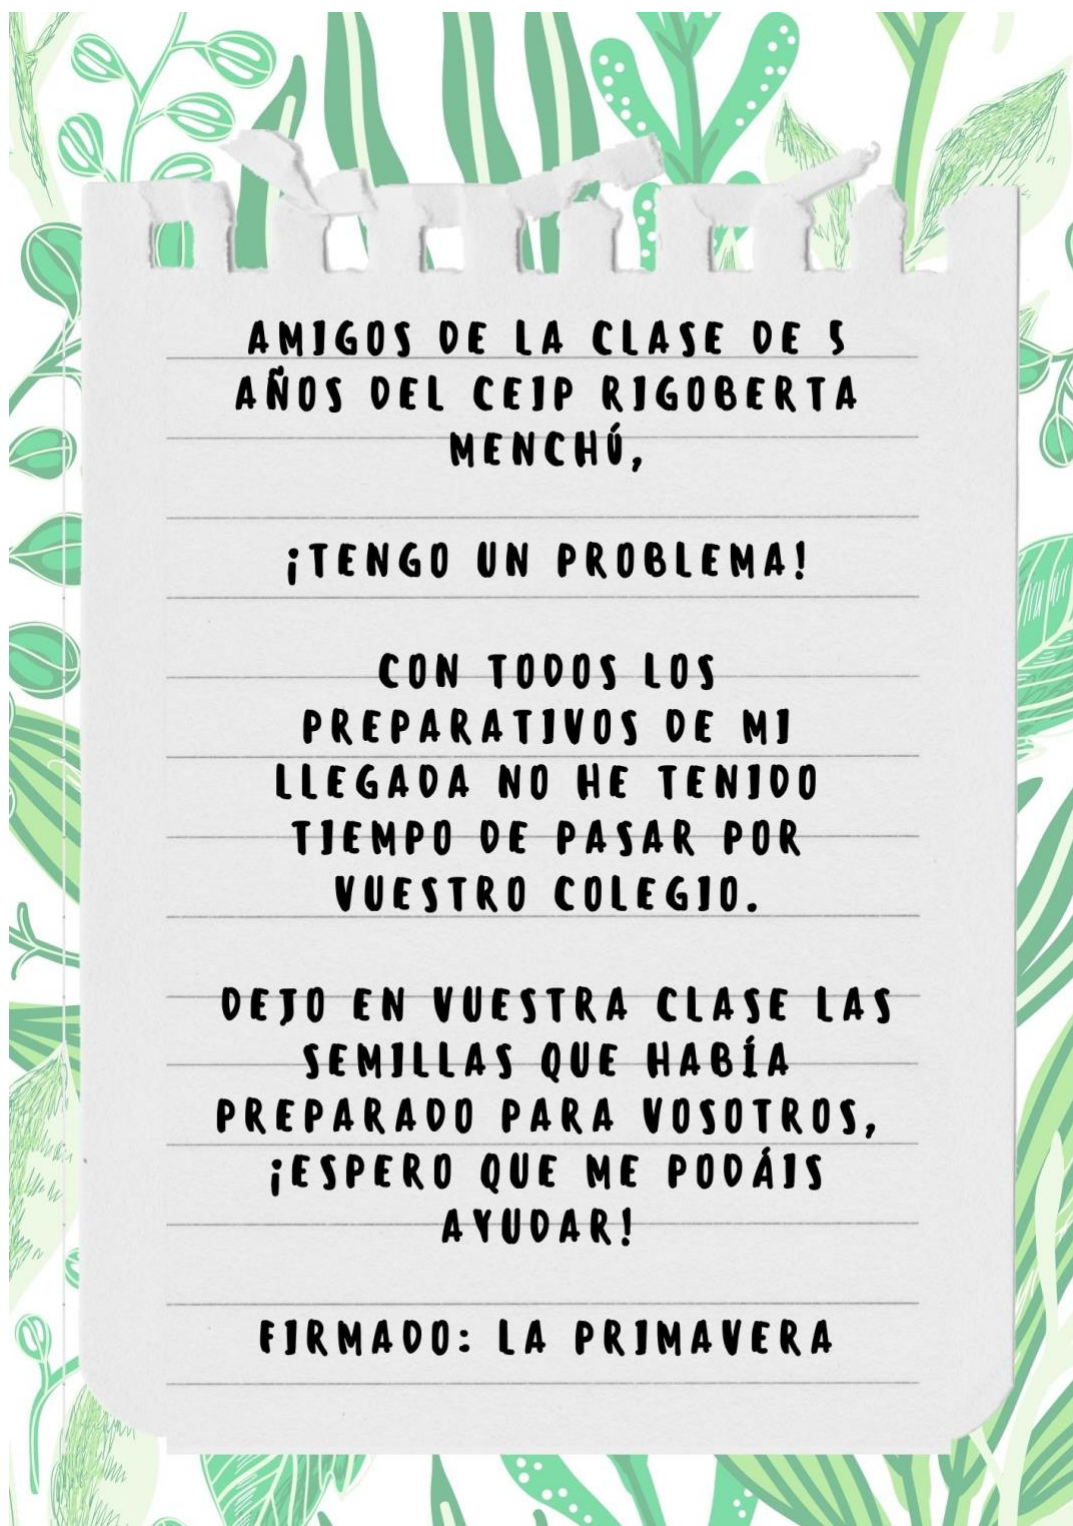 AMIGOS DE LA CLASE DE 5
AÑOS DEL CEIP RIGOBERTA
MENCHÚ,
¡TENGO UN PROBLEMA!
CON TODOS LOS
PREPARATIVOS DE MI
LLEGADA NO HE TENIDO
TIEMPO DE PASAR POR
VUESTRO COLEGIO.
DEJO EN VUESTRA CLASE LAS
SEMILLAS QUE HABÍA
PREPARADO PARA VOSOTROS,
¡ESPERO QUE ME PODÁIS
AYUDAR!
FIRMADO: LA PRIMAVERA